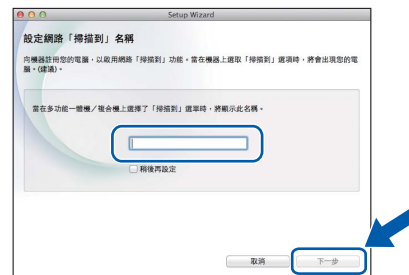 Setup Wizard
設定網路「掃描到」名稱
向機器註冊您的電腦，以啟用網路「掃描到」功能。當在機器上選取「掃描到」選項時，將會出現您的電
腦。(建議)。
當在多功能一體機／複合機上選擇了「掃描到」選單時，將顯示此名稱。
稍後再設定
取消
下一步